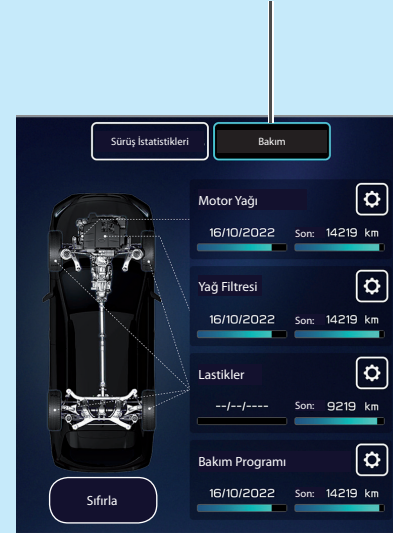 Sürüş İstatistikleri
Bakım
Motor Yağı
16/10/2022 Son: 14219 km
Yağ Filtresi
16/10/2022 Son: 14219 km
Lastikler
--/--/---- Son: 9219 km
Bakım Programı
16/10/2022 Son: 14219 km
Sıfırla